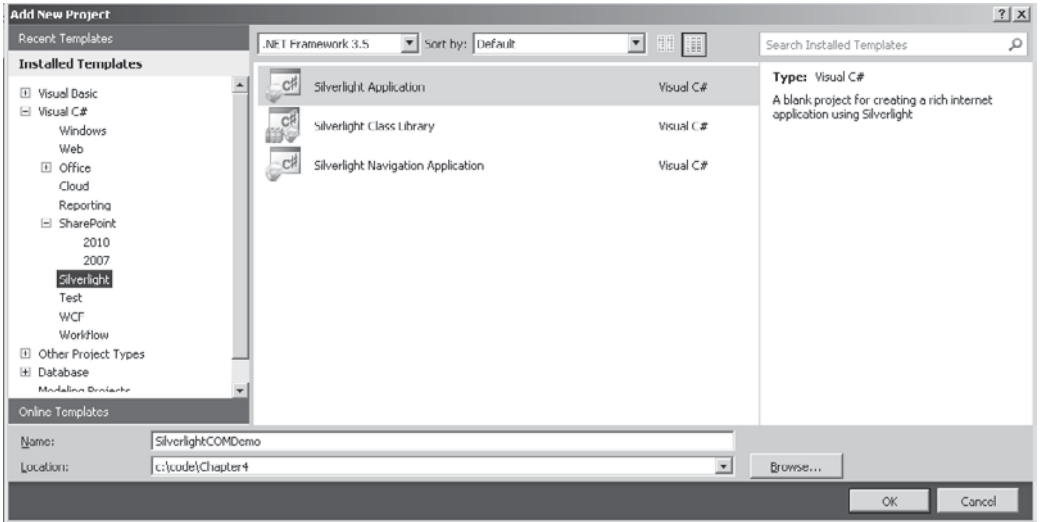 Add New Project
Recent Templates
Installed Templates
Visual Basic
Visual C#
Windows
Web
Office
Cloud
Reporting
SharePoint
2010
2007
Silverlight
Test
WCF
Workflow
Other Project Types
Database
Modeling Projects
Online Templates
.NET Framework 3.5
Sort by: Default
Silverlight Application Visual C#
Silverlight Class Library Visual C#
Silverlight Navigation Application Visual C#
Search Installed Templates
Type: Visual C#
A blank project for creating a rich internet
application using Silverlight
Name: SilverlightCOMDemo
Location: c:\code\Chapter4
Browse...
OK Cancel